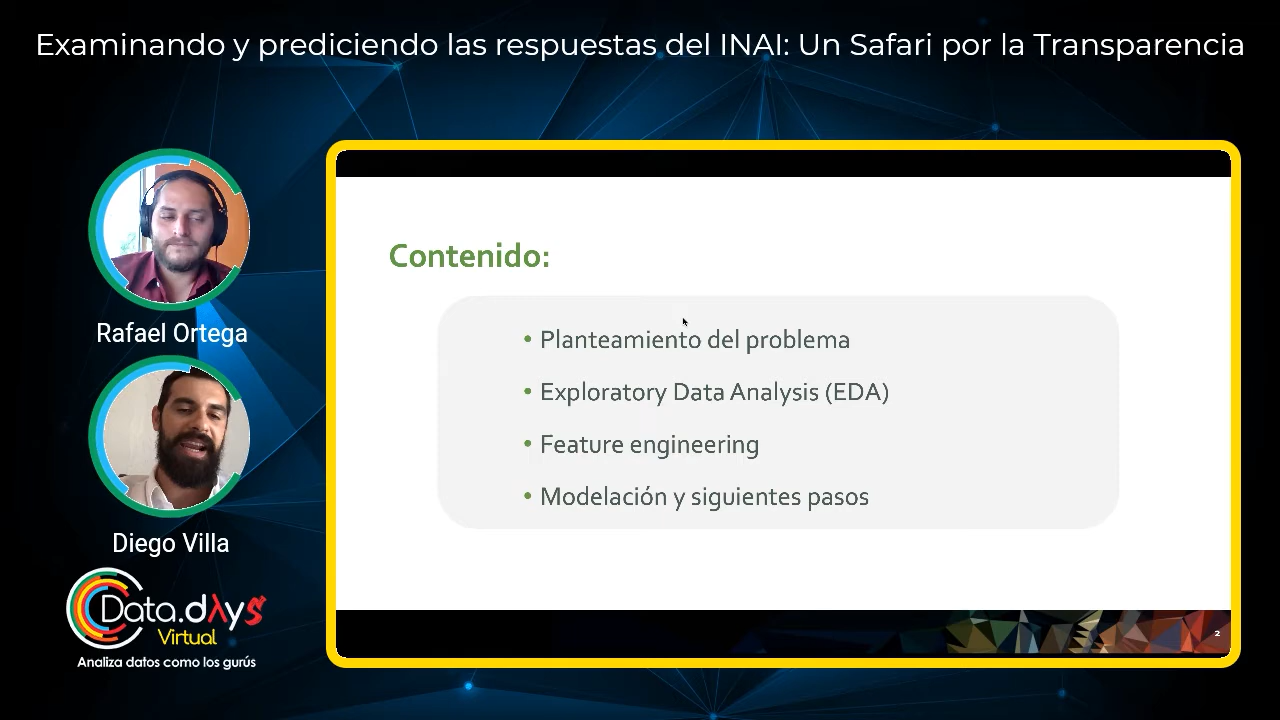 Examinando y prediciendo las respuestas del INAI: Un Safari por la Transparencia
Rafael Ortega
Diego Villa
Data.dAys
Virtual
Analiza datos como los gurús
Contenido:
• Planteamiento del problema
• Exploratory Data Analysis (EDA)
• Feature engineering
• Modelación y siguientes pasos
2